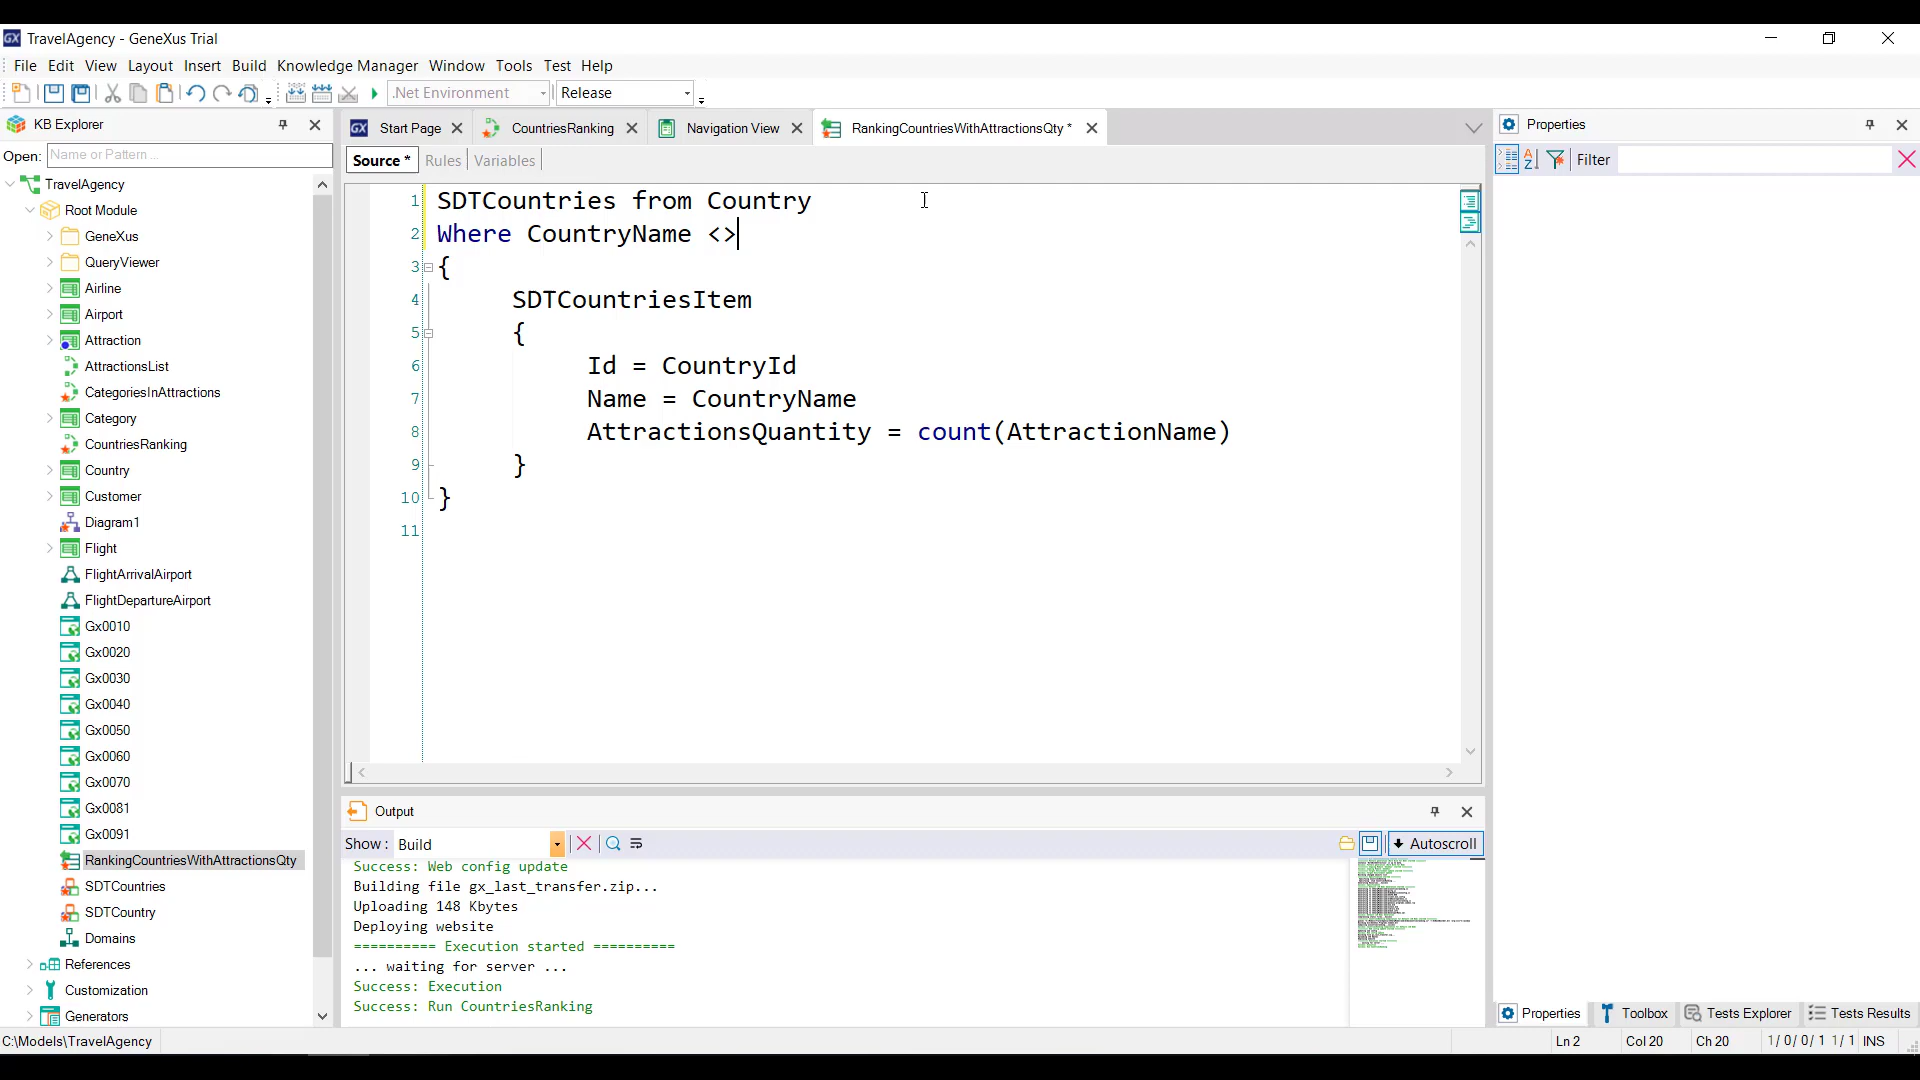 TravelAgency - GeneXus Trial
File Edit View Layout Insert Build Knowledge Manager Window Tools Test Help
.Net Environment Release
KB Explorer
Open: Name or Pattern ...
TravelAgency
Root Module
GeneXus
QueryViewer
Airline
Airport
Attraction
AttractionsList
CategoriesInAttractions
Category
CountriesRanking
Country
Customer
Diagram1
Flight
FlightArrivalAirport
FlightDepartureAirport
Gx0010
Gx0020
Gx0030
Gx0040
Gx0050
Gx0060
Gx0070
Gx0081
Gx0091
RankingCountriesWithAttractionsQty
SDTCountries
SDTCountry
Domains
References
Customization
Generators
Start Page CountriesRanking Navigation View RankingCountriesWithAttractionsQty *
Source * Rules Variables
1 SDTCountries from Country
2 Where CountryName <>
3 {
4 SDTCountriesItem
5 {
6 Id = CountryId
7 Name = CountryName
8 AttractionsQuantity = count(AttractionName)
9 }
10 }
11
Output
Show: Build Autoscroll
Success: Web config update
Building file gx_last_transfer.zip...
Uploading 148 Kbytes
Deploying website
========== Execution started ==========
... waiting for server ...
Success: Execution
Success: Run CountriesRanking
Properties
Filter
Properties Toolbox Tests Explorer Tests Results
C:\Models\TravelAgency Ln 2 Col 20 Ch 20 1/ 0/ 0/ 1 1/ 1 INS